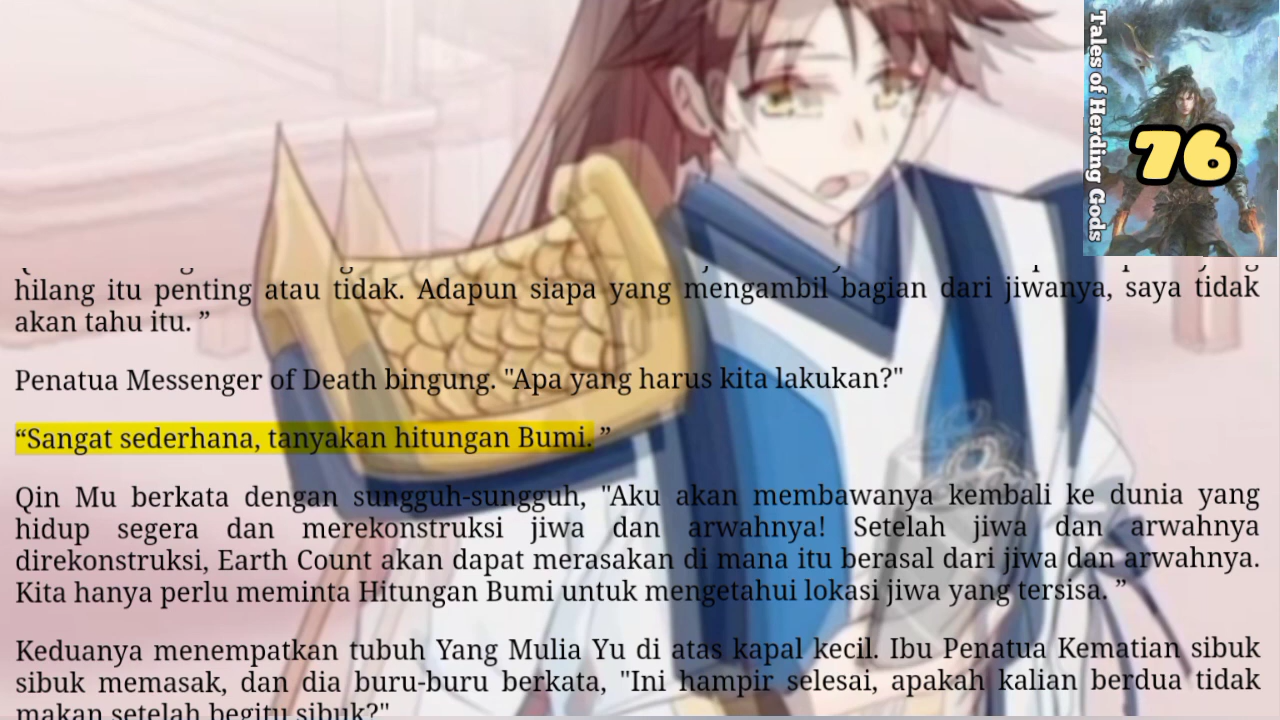 Tales of Herding Gods
76
hilang itu penting atau tidak. Adapun siapa yang mengambil bagian dari jiwanya, saya tidak
akan tahu itu. ”
Penatua Messenger of Death bingung. "Apa yang harus kita lakukan?"
“Sangat sederhana, tanyakan hitungan Bumi. ”
Qin Mu berkata dengan sungguh-sungguh, "Aku akan membawanya kembali ke dunia yang
hidup segera dan merekonstruksi jiwa dan arwahnya! Setelah jiwa dan arwahnya
direkonstruksi, Earth Count akan dapat merasakan di mana itu berasal dari jiwa dan arwahnya.
Kita hanya perlu meminta Hitungan Bumi untuk mengetahui lokasi jiwa yang tersisa. ”
Keduanya menempatkan tubuh Yang Mulia Yu di atas kapal kecil. Ibu Penatua Kematian sibuk
sibuk memasak, dan dia buru-buru berkata, "Ini hampir selesai, apakah kalian berdua tidak
makan setelah begitu sibuk?"